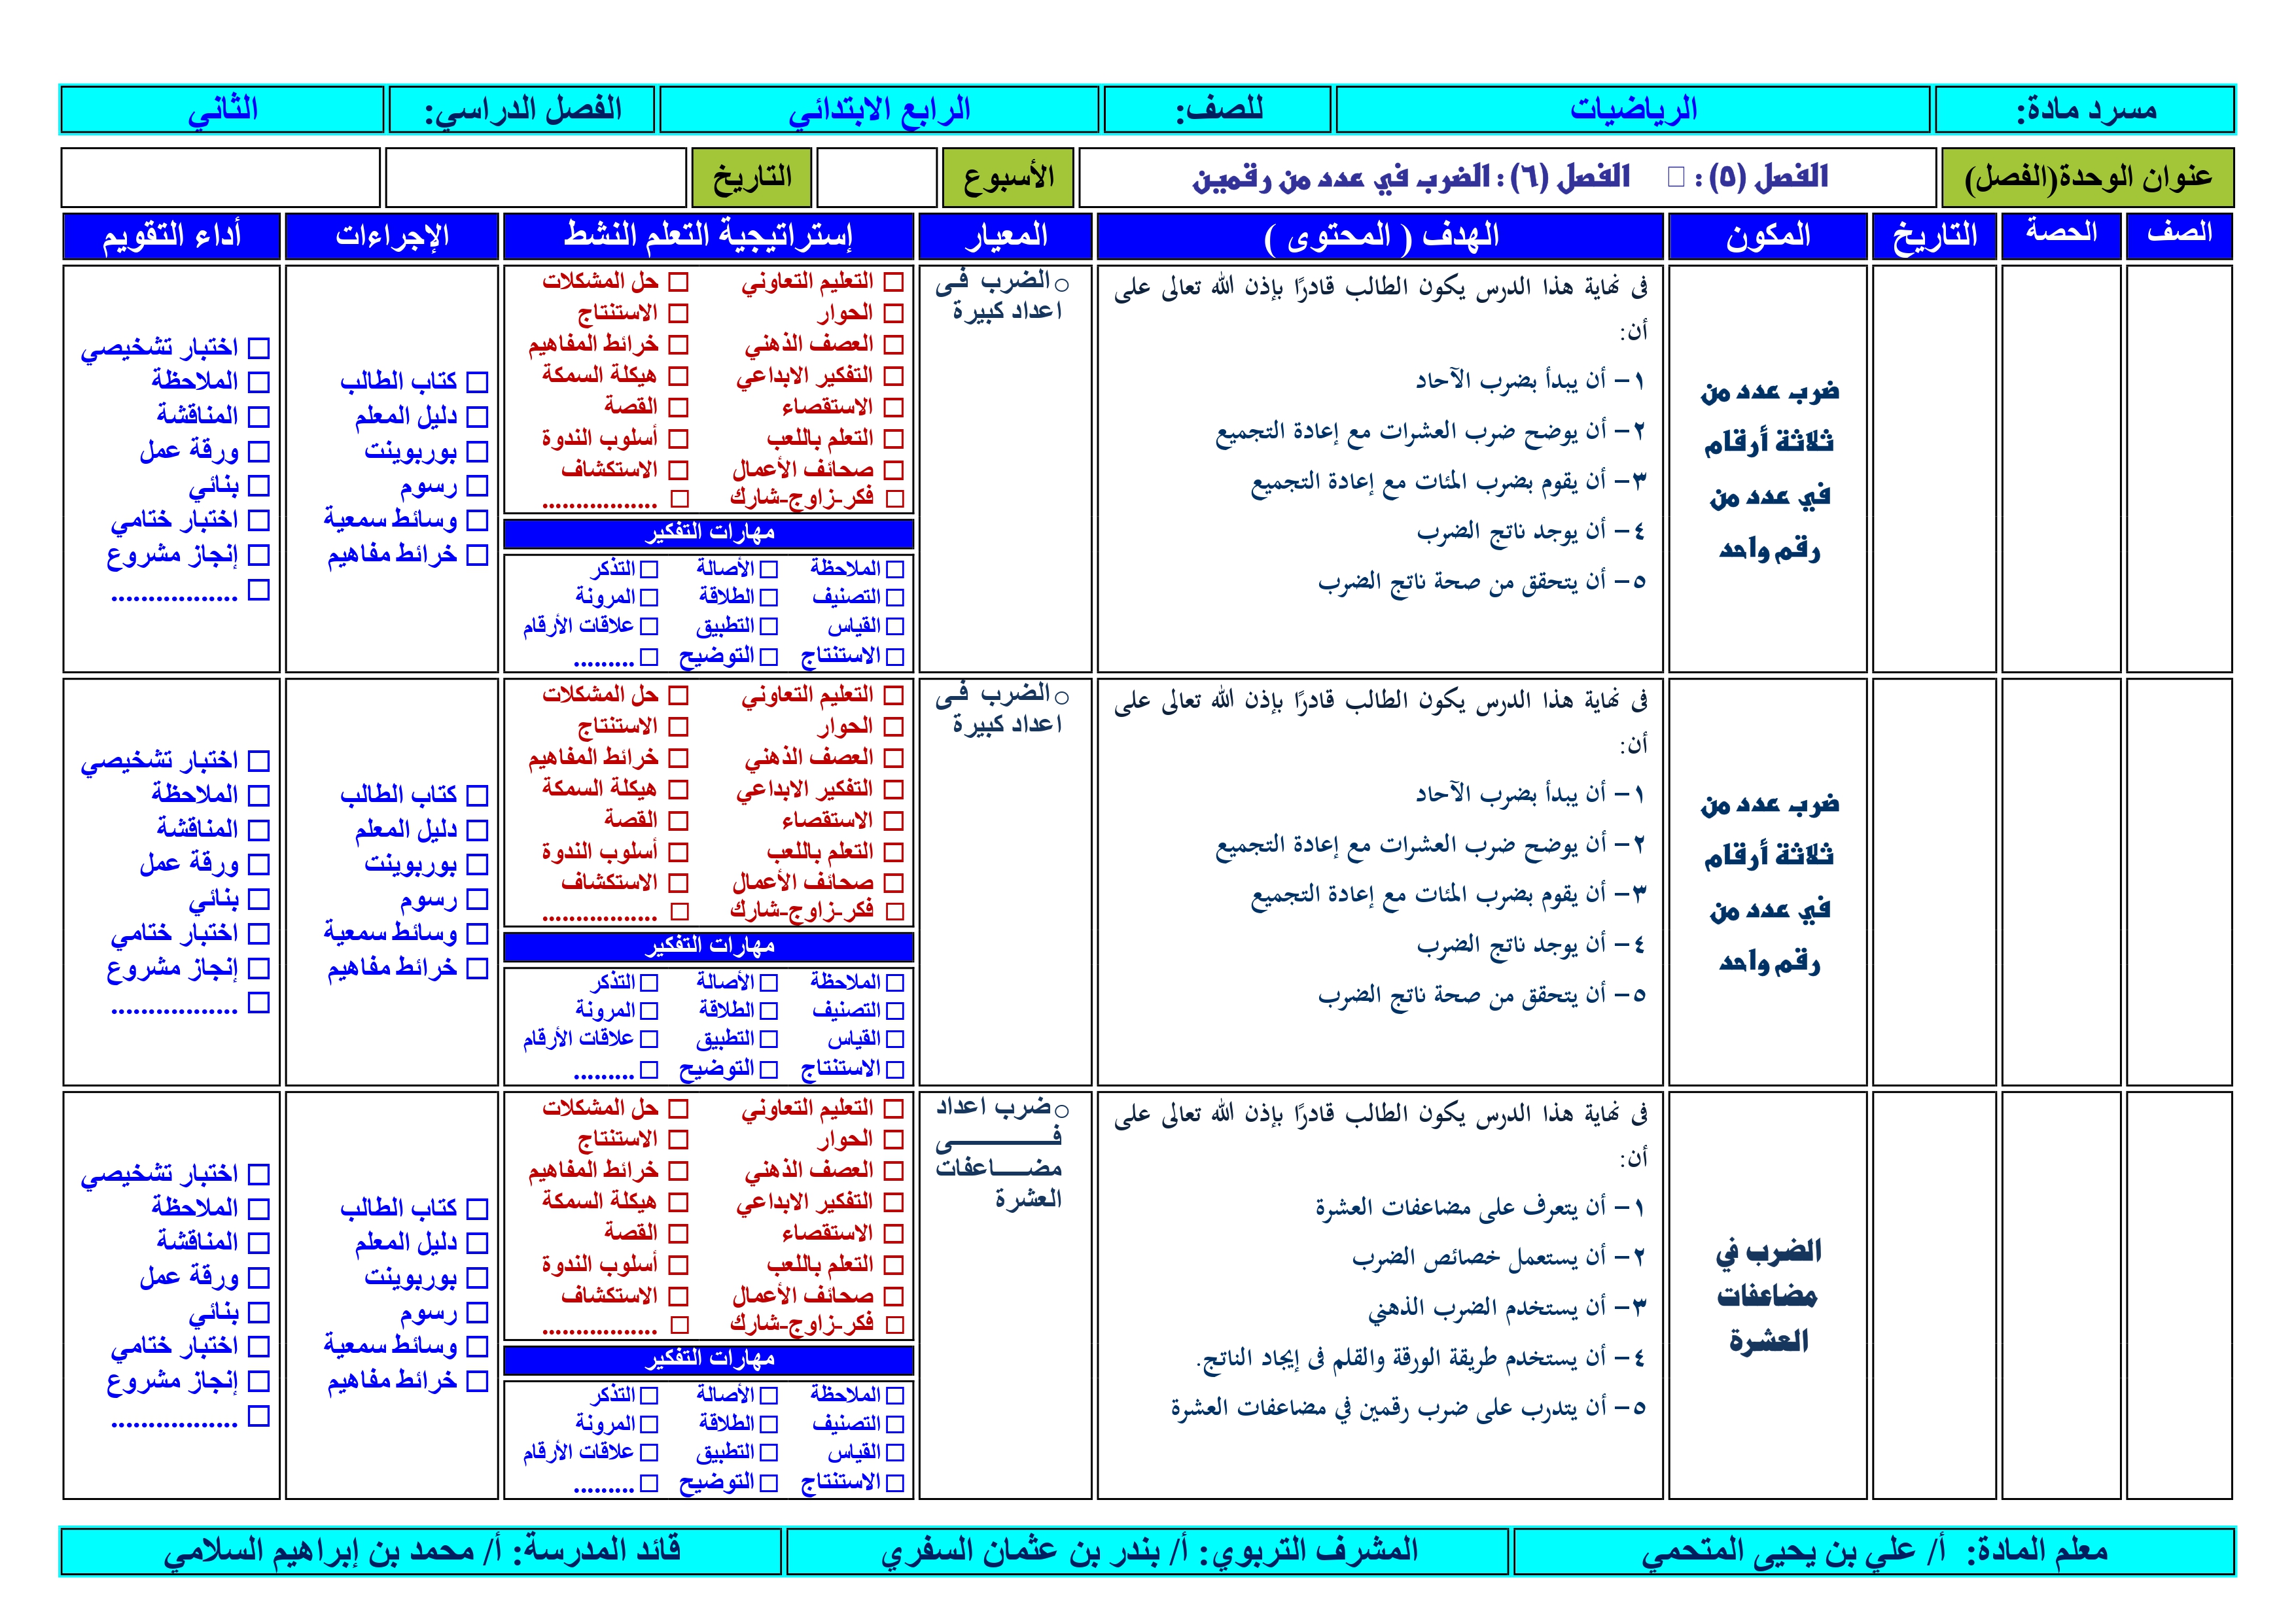 مسرد مادة: الرياضيات للصف: الرابع الابتدائي الفصل الدراسي: الثاني
عنوان الوحدة(الفصل) الفصل (٥) : □ الفصل (٦) : الضرب في عدد من رقمين الأسبوع التاريخ
الصف الحصة التاريخ المكون الهدف ( المحتوى ) المعيار إستراتيجية التعلم النشط الإجراءات أداء التقويم
ضرب عدد من
ثلاثة أرقام
في عدد من
رقم واحد
فى نهاية هذا الدرس يكون الطالب قادرًا بإذن الله تعالى على
أن:
١- أن يبدأ بضرب الآحاد
٢- أن يوضح ضرب العشرات مع إعادة التجميع
٣- أن يقوم بضرب المئات مع إعادة التجميع
٤- أن يوجد ناتج الضرب
٥- أن يتحقق من صحة ناتج الضرب
○ الضرب فى
اعداد كبيرة
□ التعليم التعاوني □ حل المشكلات
□ الحوار □ الاستنتاج
□ العصف الذهني □ خرائط المفاهيم
□ التفكير الابداعي □ هيكلة السمكة
□ الاستقصاء □ القصة
□ التعلم باللعب □ أسلوب الندوة
□ صحائف الأعمال □ الاستكشاف
□ فكر-زاوج-شارك □ .................
مهارات التفكير
□ الملاحظة □ الأصالة □ التذكر
□ التصنيف □ الطلاقة □ المرونة
□ القياس □ التطبيق □ علاقات الأرقام
□ الاستنتاج □ التوضيح □ .........
□ كتاب الطالب
□ دليل المعلم
□ بوربوينت
□ رسوم
□ وسائط سمعية
□ خرائط مفاهيم
□ اختبار تشخيصي
□ الملاحظة
□ المناقشة
□ ورقة عمل
□ بنائي
□ اختبار ختامي
□ إنجاز مشروع
□ .................
ضرب عدد من
ثلاثة أرقام
في عدد من
رقم واحد
فى نهاية هذا الدرس يكون الطالب قادرًا بإذن الله تعالى على
أن:
١- أن يبدأ بضرب الآحاد
٢- أن يوضح ضرب العشرات مع إعادة التجميع
٣- أن يقوم بضرب المئات مع إعادة التجميع
٤- أن يوجد ناتج الضرب
٥- أن يتحقق من صحة ناتج الضرب
○ الضرب فى
اعداد كبيرة
□ التعليم التعاوني □ حل المشكلات
□ الحوار □ الاستنتاج
□ العصف الذهني □ خرائط المفاهيم
□ التفكير الابداعي □ هيكلة السمكة
□ الاستقصاء □ القصة
□ التعلم باللعب □ أسلوب الندوة
□ صحائف الأعمال □ الاستكشاف
□ فكر-زاوج-شارك □ .................
مهارات التفكير
□ الملاحظة □ الأصالة □ التذكر
□ التصنيف □ الطلاقة □ المرونة
□ القياس □ التطبيق □ علاقات الأرقام
□ الاستنتاج □ التوضيح □ .........
□ كتاب الطالب
□ دليل المعلم
□ بوربوينت
□ رسوم
□ وسائط سمعية
□ خرائط مفاهيم
□ اختبار تشخيصي
□ الملاحظة
□ المناقشة
□ ورقة عمل
□ بنائي
□ اختبار ختامي
□ إنجاز مشروع
□ .................
الضرب في
مضاعفات
العشرة
فى نهاية هذا الدرس يكون الطالب قادرًا بإذن الله تعالى على
أن:
١- أن يتعرف على مضاعفات العشرة
٢- أن يستعمل خصائص الضرب
٣- أن يستخدم الضرب الذهني
٤- أن يستخدم طريقة الورقة والقلم فى إيجاد الناتج.
٥- أن يتدرب على ضرب رقمين في مضاعفات العشرة
○ ضرب اعداد
فى
مضاعفات
العشرة
□ التعليم التعاوني □ حل المشكلات
□ الحوار □ الاستنتاج
□ العصف الذهني □ خرائط المفاهيم
□ التفكير الابداعي □ هيكلة السمكة
□ الاستقصاء □ القصة
□ التعلم باللعب □ أسلوب الندوة
□ صحائف الأعمال □ الاستكشاف
□ فكر-زاوج-شارك □ .................
مهارات التفكير
□ الملاحظة □ الأصالة □ التذكر
□ التصنيف □ الطلاقة □ المرونة
□ القياس □ التطبيق □ علاقات الأرقام
□ الاستنتاج □ التوضيح □ .........
□ كتاب الطالب
□ دليل المعلم
□ بوربوينت
□ رسوم
□ وسائط سمعية
□ خرائط مفاهيم
□ اختبار تشخيصي
□ الملاحظة
□ المناقشة
□ ورقة عمل
□ بنائي
□ اختبار ختامي
□ إنجاز مشروع
□ .................
معلم المادة: أ/ علي بن يحيى المتحمي المشرف التربوي: أ/ بندر بن عثمان السفري قائد المدرسة: أ/ محمد بن إبراهيم السلامي